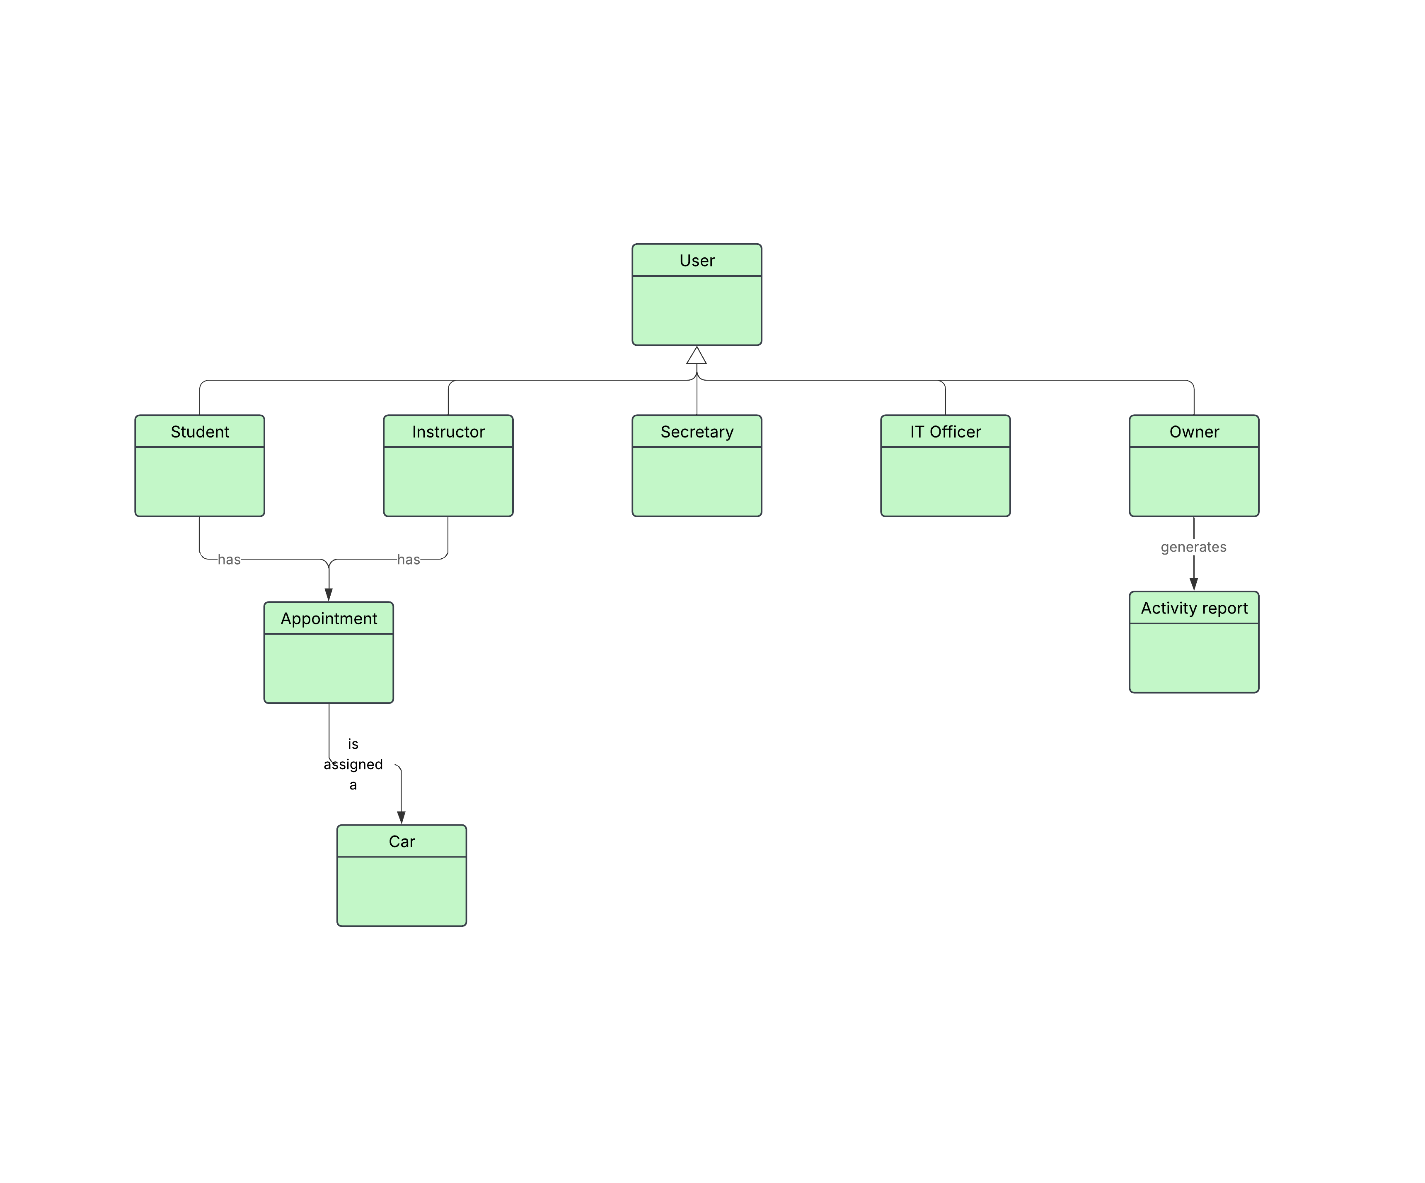 User
Student
Instructor
Secretary
IT Officer
Owner
has
has
generates
Appointment
Activity report
is
assigned
a
Car